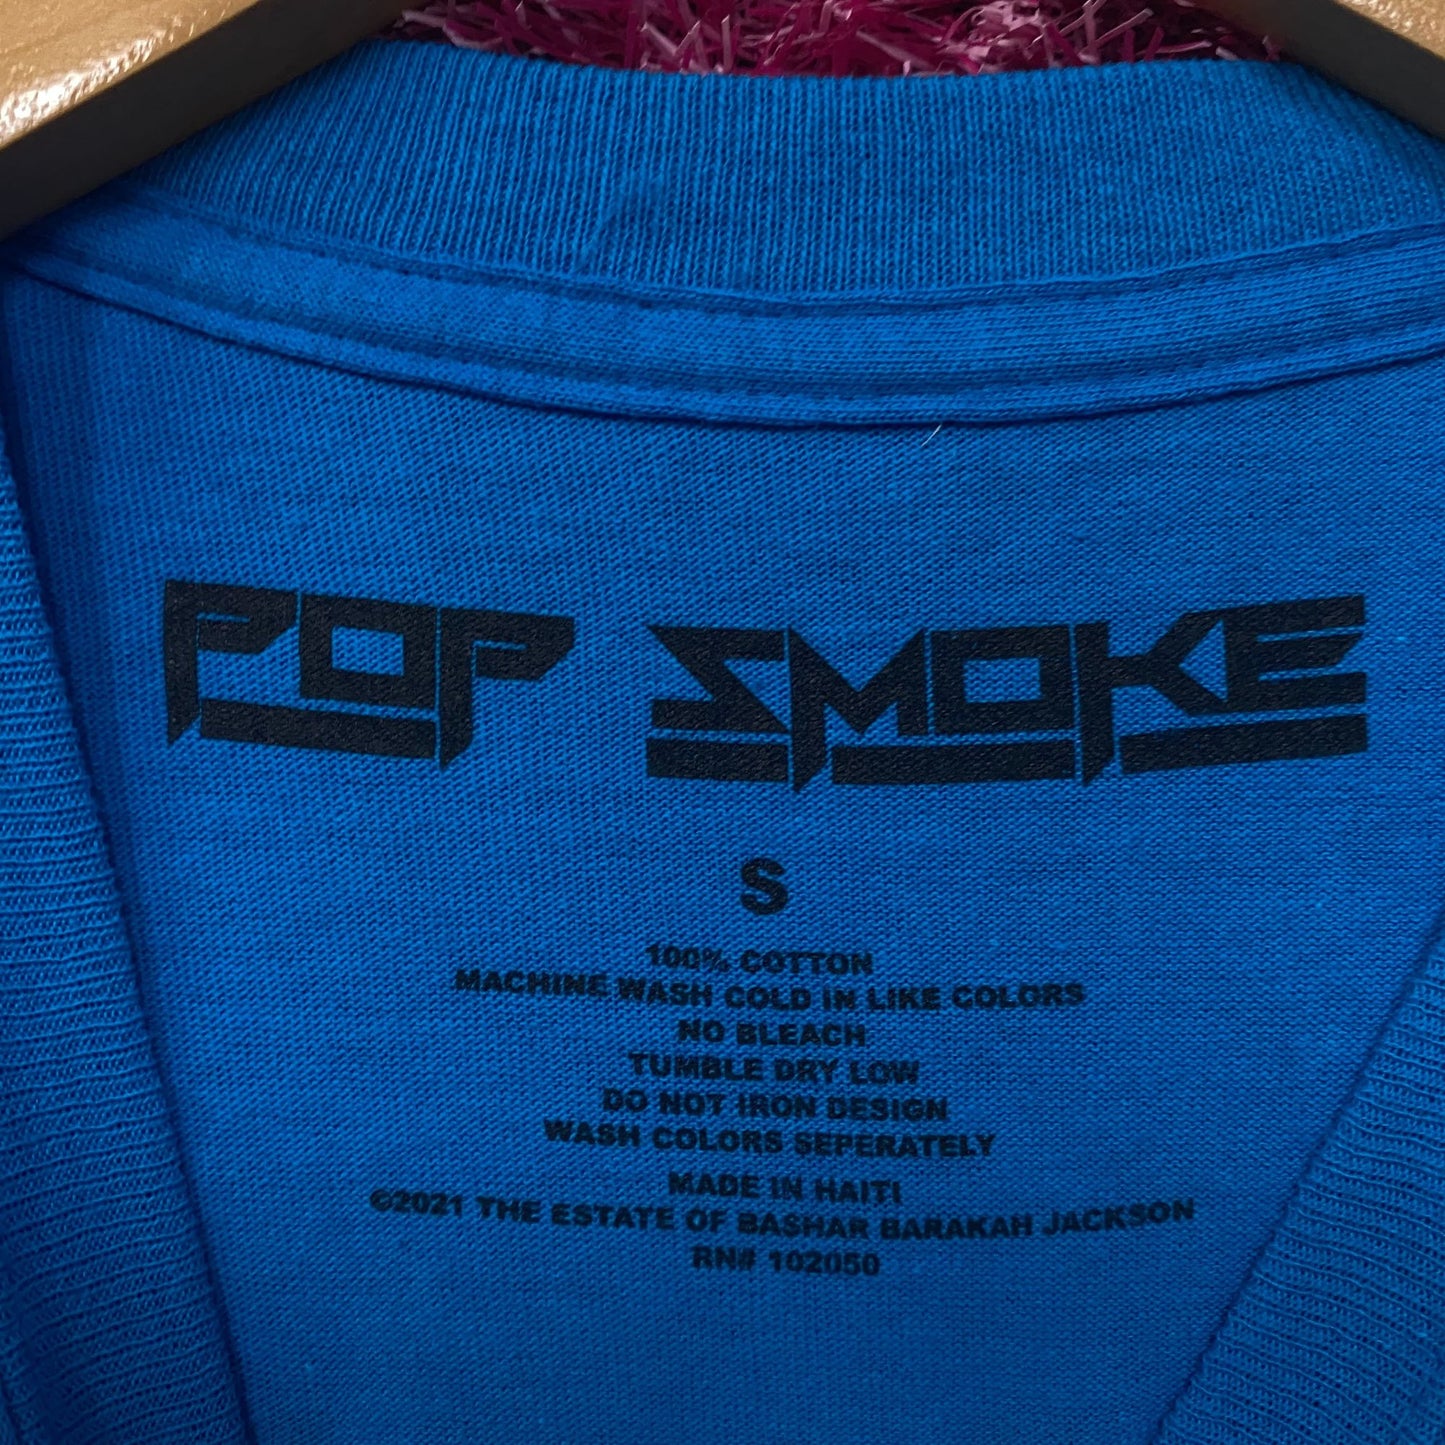 POP SMOKE
S
100% COTTON
MACHINE WASH COLD IN LIKE COLORS
NO BLEACH
TUMBLE DRY LOW
DO NOT IRON DESIGN
WASH COLORS SEPERATELY
MADE IN HAITI
©2021 THE ESTATE OF BASHAR BARAKAH JACKSON
RN# 102050